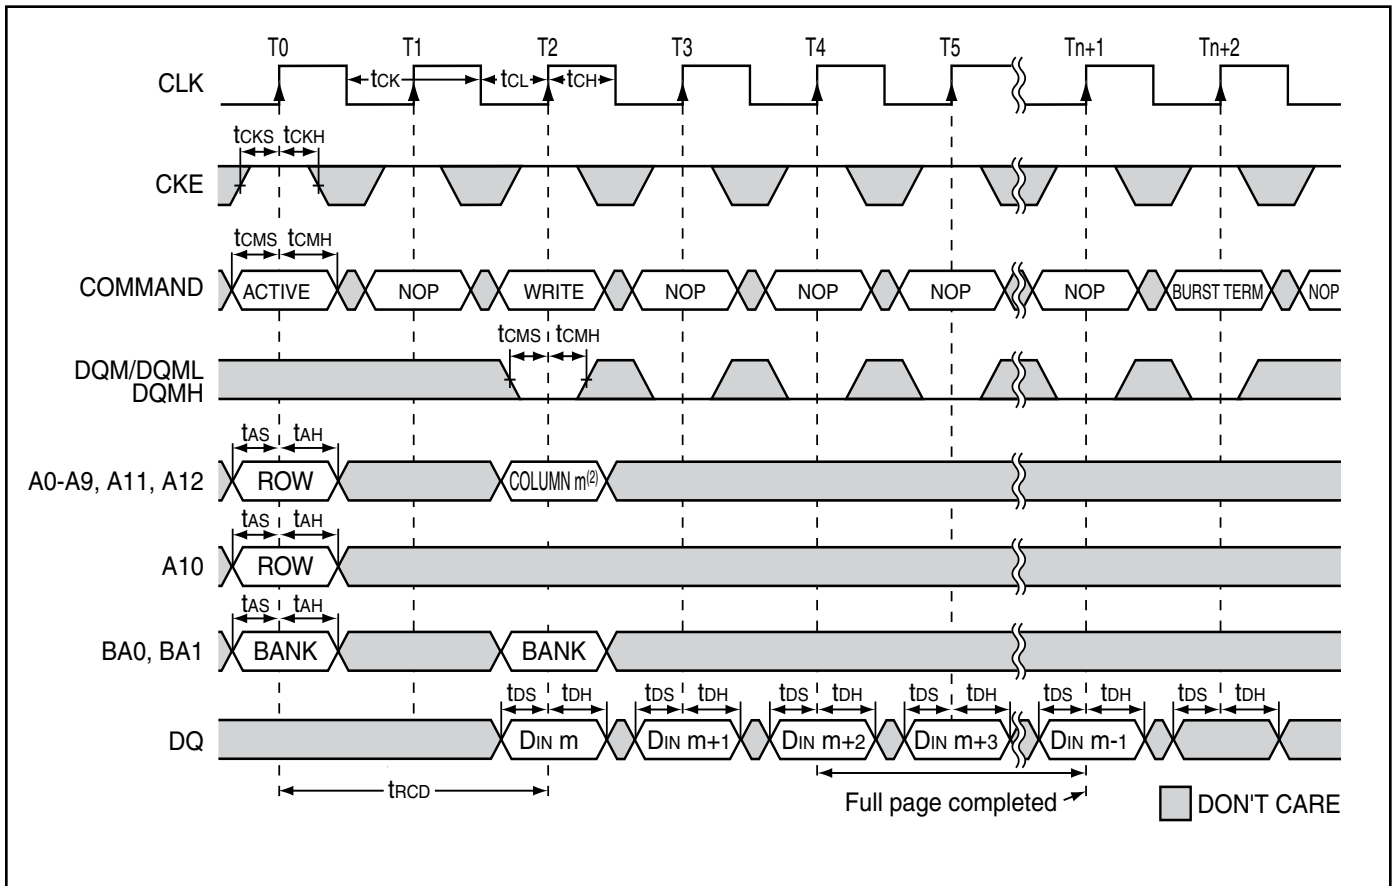 T0 T1 T2 T3 T4 T5 Tn+1 Tn+2
CLK tCK tCL tCH
tCKS tCKH
CKE
tCMS tCMH
COMMAND ACTIVE NOP WRITE NOP NOP NOP NOP BURST TERM NOP
tCMS tCMH
DQM/DQML
DQMH
tAS tAH
A0-A9, A11, A12 ROW COLUMN m(2)
tAS tAH
A10 ROW
tAS tAH
BA0, BA1 BANK BANK
tDS tDH tDS tDH tDS tDH tDS tDH tDS tDH tDS tDH
DQ DIN m DIN m+1 DIN m+2 DIN m+3 DIN m-1
tRCD
Full page completed
DON'T CARE